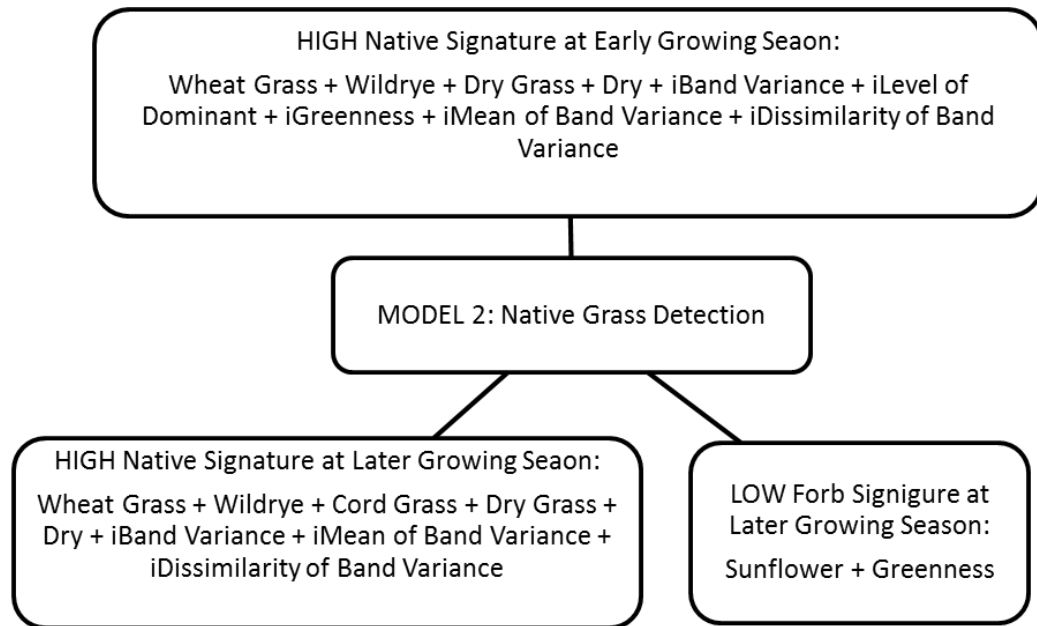 HIGH Native Signature at Early Growing Seaon:
Wheat Grass + Wildrye + Dry Grass + Dry + iBand Variance + iLevel of
Dominant + iGreenness + iMean of Band Variance + iDissimilarity of Band
Variance
MODEL 2: Native Grass Detection
HIGH Native Signature at Later Growing Seaon:
Wheat Grass + Wildrye + Cord Grass + Dry Grass +
Dry + iBand Variance + iMean of Band Variance +
iDissimilarity of Band Variance
LOW Forb Signigure at
Later Growing Season:
Sunflower + Greenness